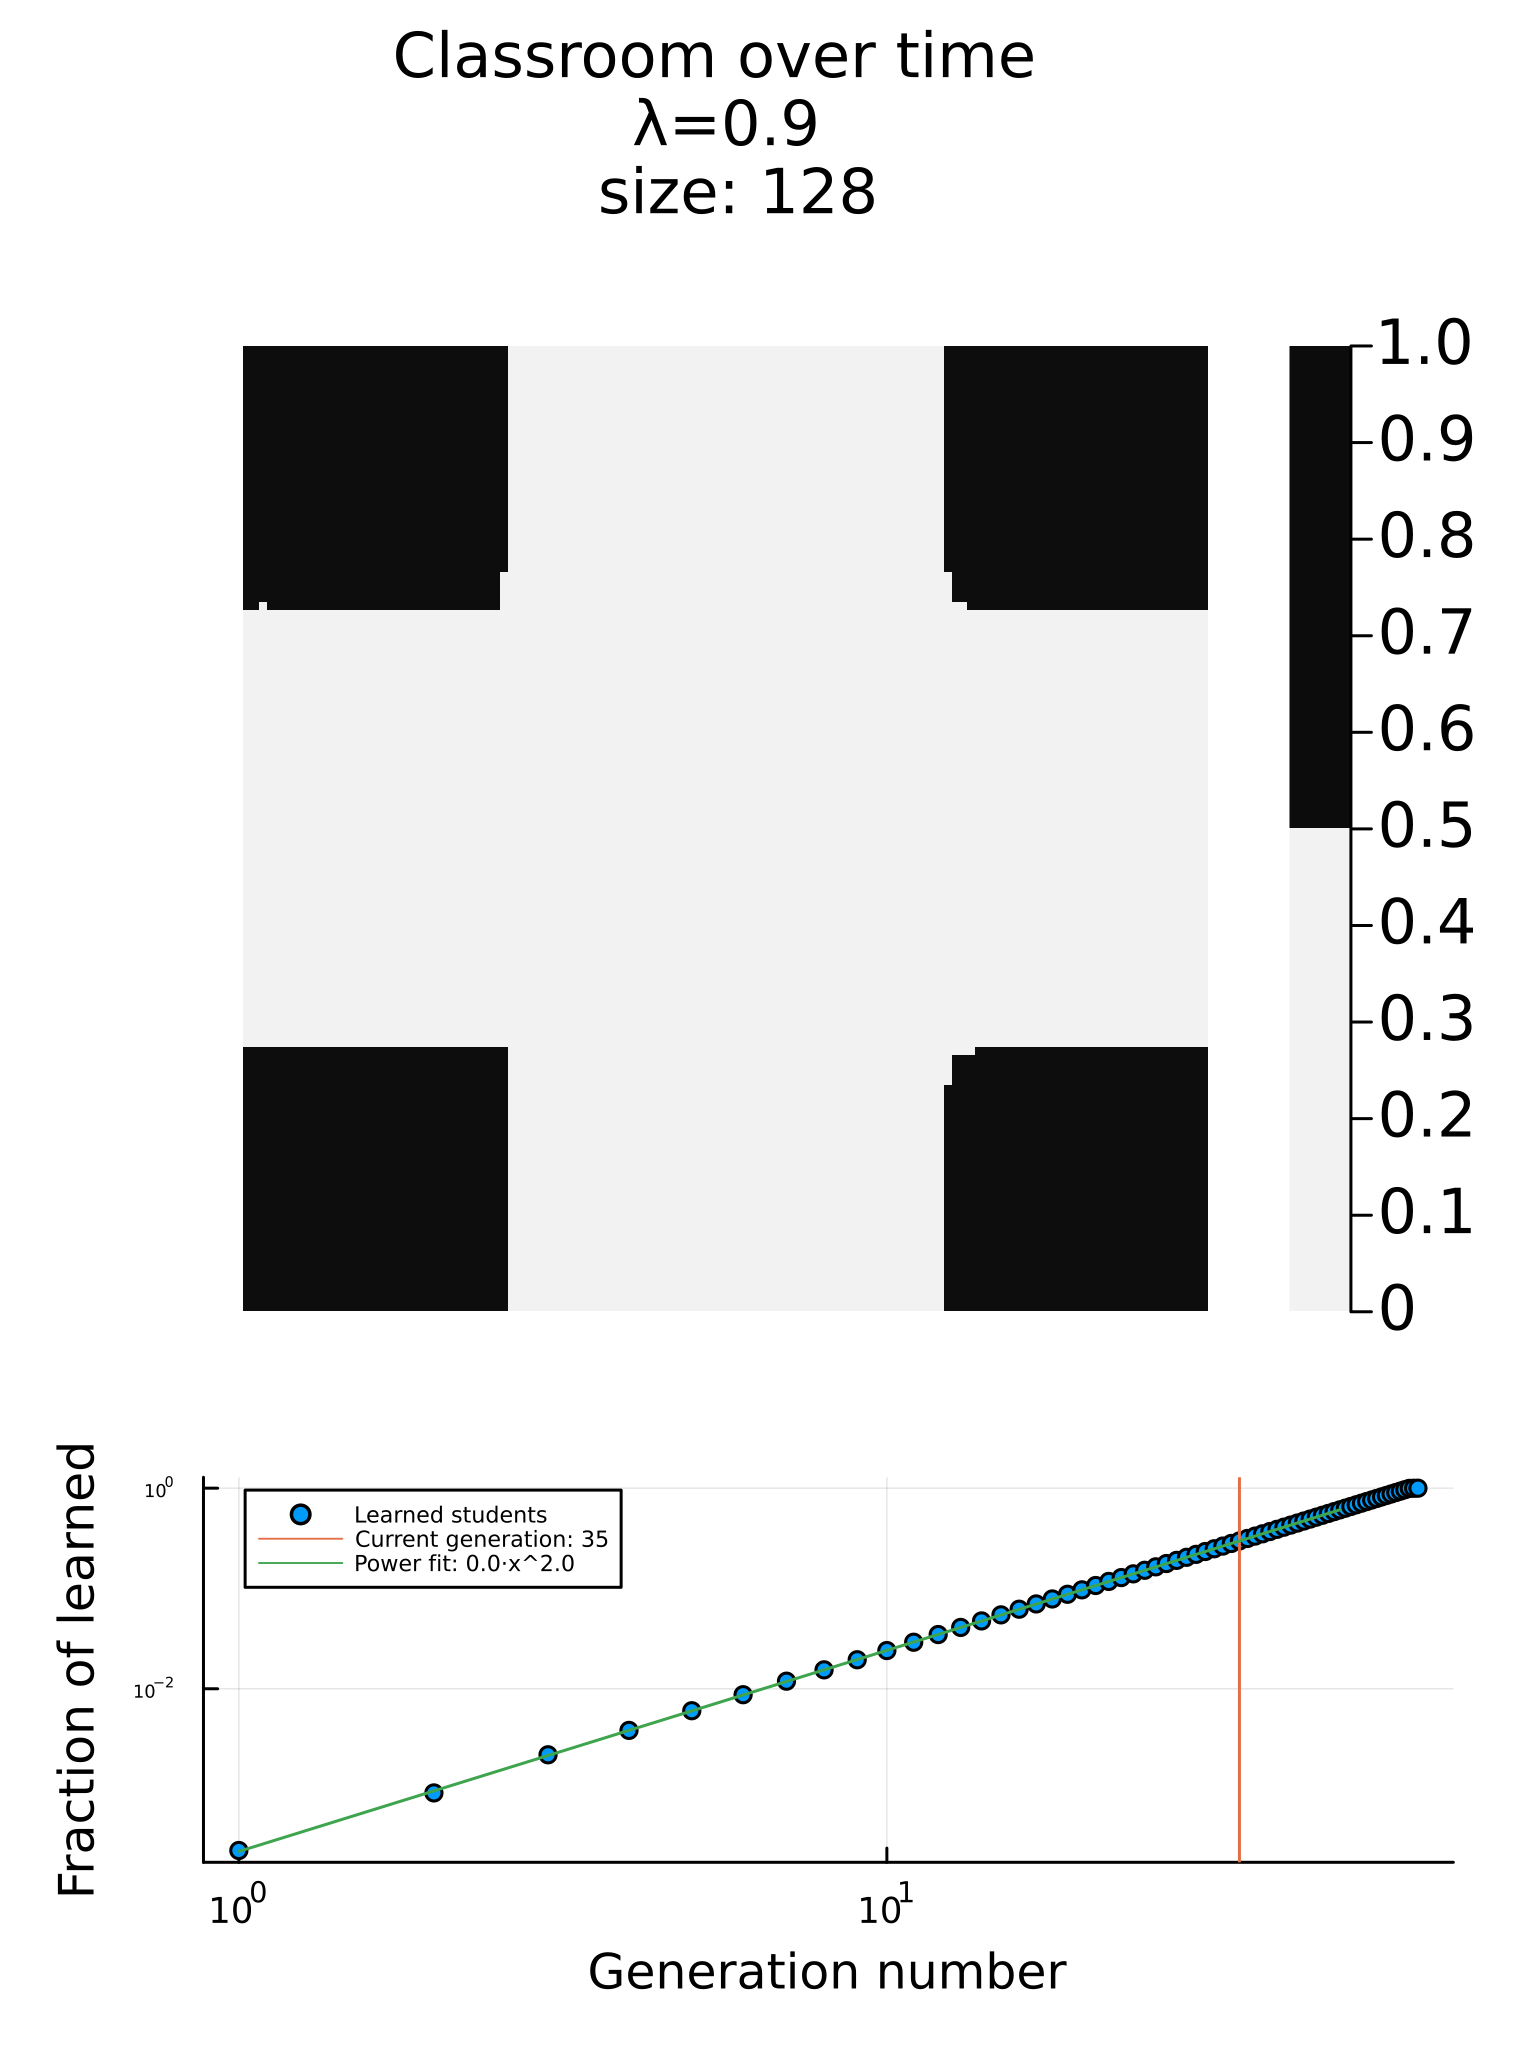 Classroom over time
λ=0.9
size: 128
1.0
0.9
0.8
0.7
0.6
0.5
0.4
0.3
0.2
0.1
0
Fraction of learned
10⁰
10⁻²
Learned students
Current generation: 35
Power fit: 0.0·x^2.0
10⁰ 10¹
Generation number